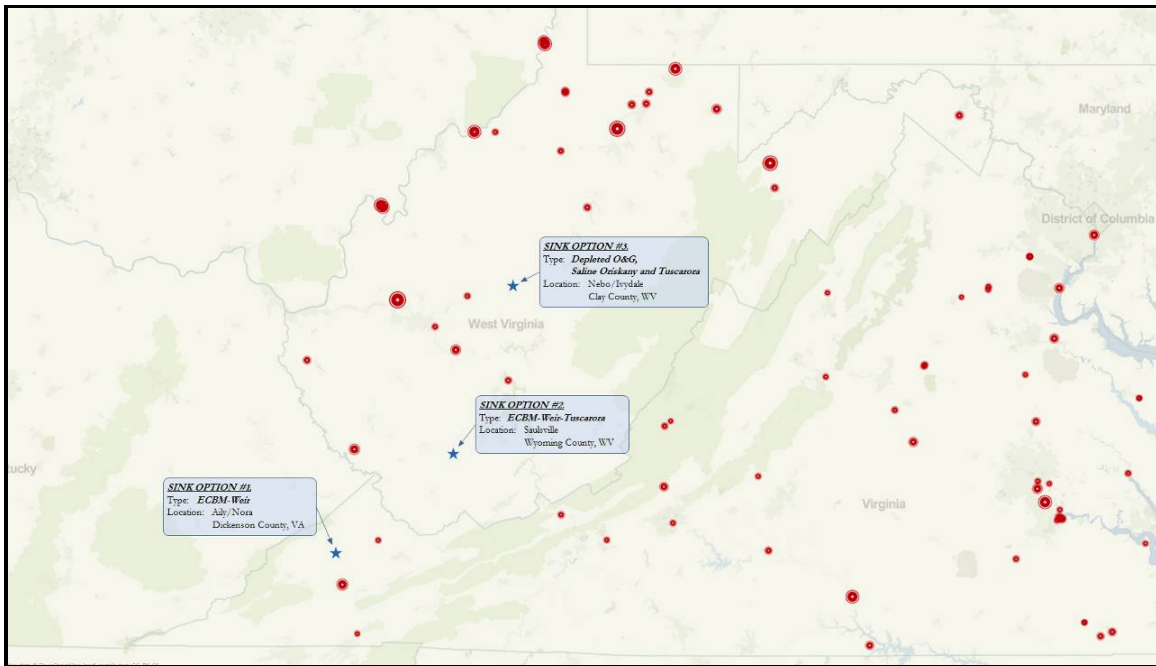 Maryland
District of Columbia
SINK OPTION #3.
Type: Depleted O&G,
Saline Oriskany and Tuscarora
Location: Nebo/Ivydale
Clay County, WV
West Virginia
SINK OPTION #2.
Type: ECBM-Weir-Tuscarora
Location: Saulsville
Wyoming County, WV
tucky
SINK OPTION #1.
Type: ECBM-Weir
Location: Aily/Nora
Dickenson County, VA
Virginia